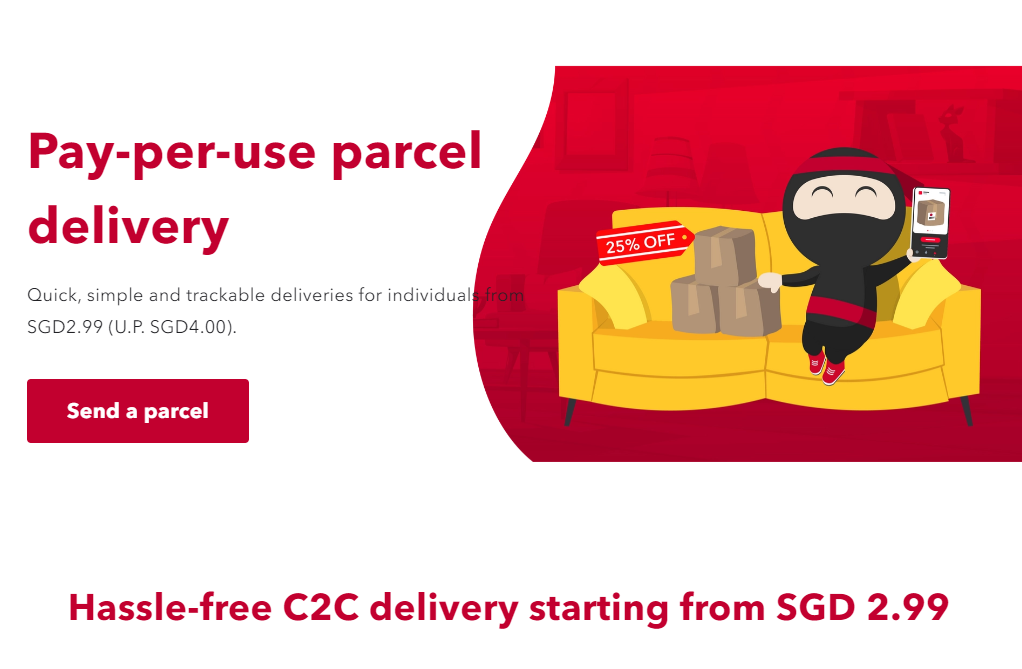 Pay-per-use parcel
delivery
25% OFF
Quick, simple and trackable deliveries for individuals from
SGD2.99 (U.P. SGD4.00).
Send a parcel
Hassle-free C2C delivery starting from SGD 2.99